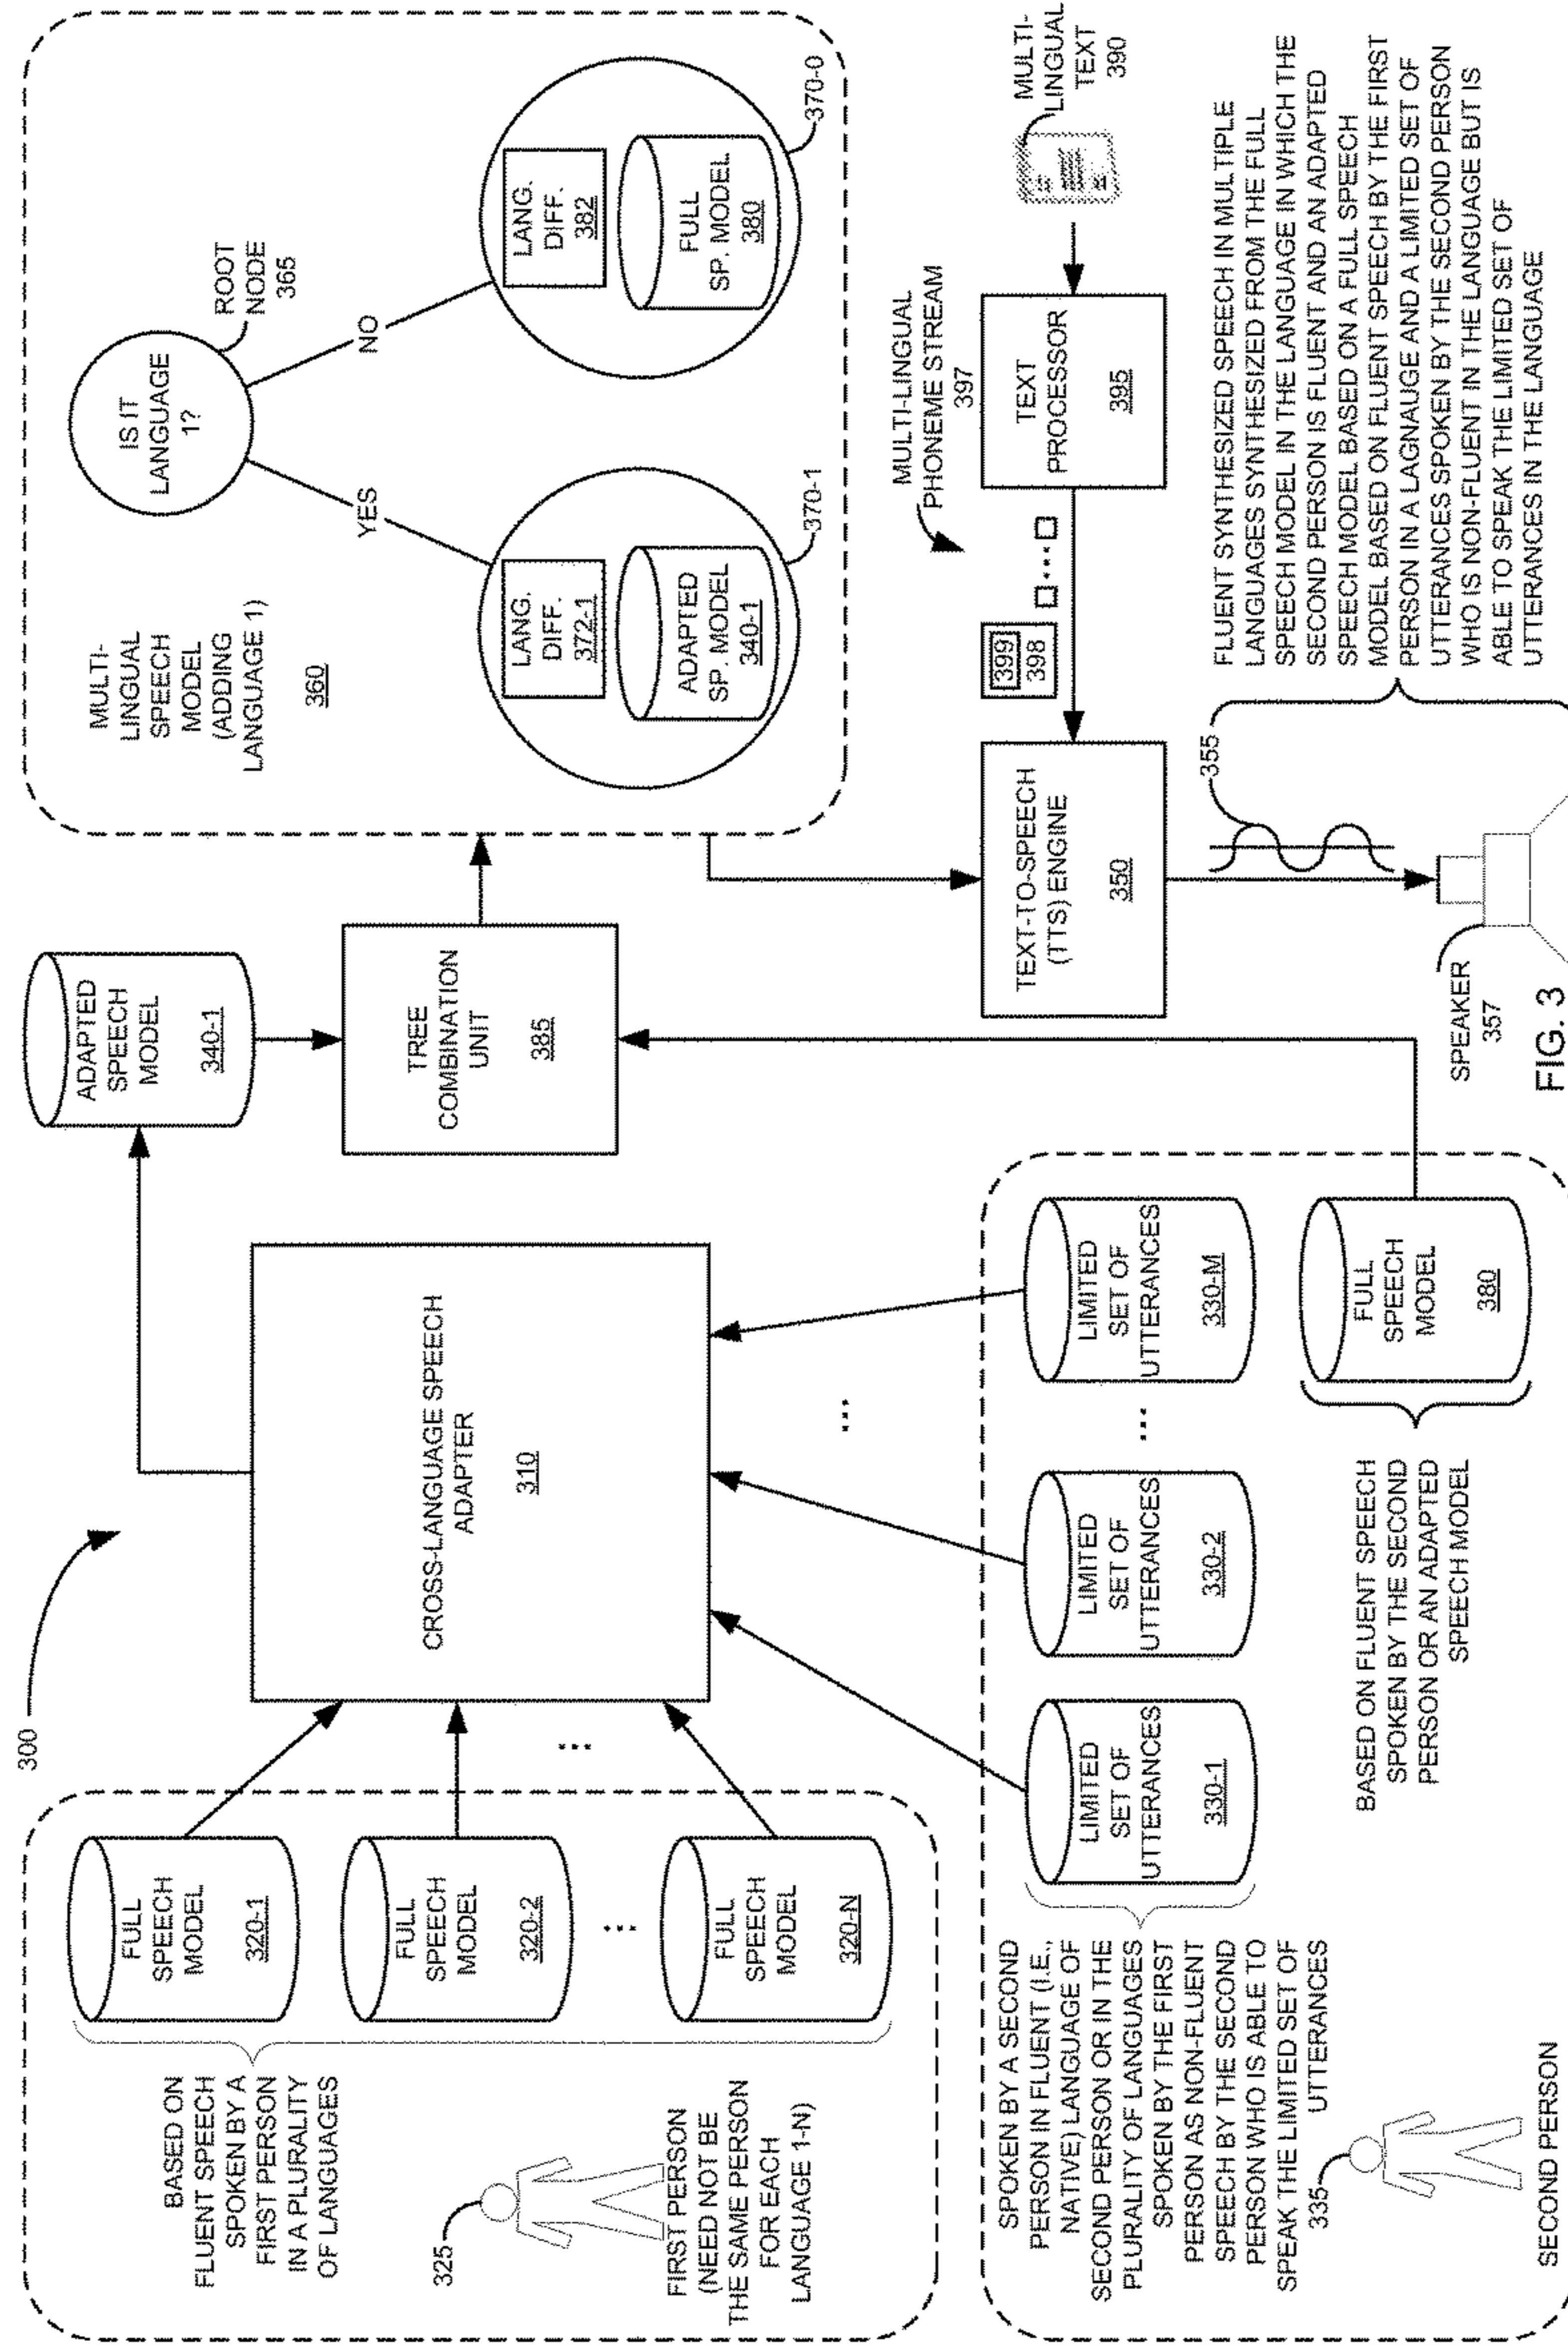 300
BASED ON
FLUENT SPEECH
SPOKEN BY A
FIRST PERSON
IN A PLURALITY
OF LANGUAGES
325
FIRST PERSON
(NEED NOT BE
THE SAME PERSON
FOR EACH
LANGUAGE 1-N)
FULL
SPEECH
MODEL
320-1
FULL
SPEECH
MODEL
320-2
...
FULL
SPEECH
MODEL
320-N
...
CROSS-LANGUAGE SPEECH
ADAPTER
310
...
ADAPTED
SPEECH
MODEL
340-1
TREE
COMBINATION
UNIT
385
MULTI-
LINGUAL
SPEECH
MODEL
(ADDING
LANGUAGE 1)
360
IS IT
LANGUAGE
1?
ROOT
NODE
365
YES
NO
LANG.
DIFF.
372-1
ADAPTED
SP. MODEL
340-1
370-1
LANG.
DIFF.
382
FULL
SP. MODEL
380
370-0
SPOKEN BY A SECOND
PERSON IN FLUENT (I.E.,
NATIVE) LANGUAGE OF
SECOND PERSON OR IN THE
PLURALITY OF LANGUAGES
SPOKEN BY THE FIRST
PERSON AS NON-FLUENT
SPEECH BY THE SECOND
PERSON WHO IS ABLE TO
SPEAK THE LIMITED SET OF
UTTERANCES
335
SECOND PERSON
LIMITED
SET OF
UTTERANCES
330-1
LIMITED
SET OF
UTTERANCES
330-2
...
LIMITED
SET OF
UTTERANCES
330-M
BASED ON FLUENT SPEECH
SPOKEN BY THE SECOND
PERSON OR AN ADAPTED
SPEECH MODEL
FULL
SPEECH
MODEL
380
TEXT-TO-SPEECH
(TTS) ENGINE
350
399
398
...
MULTI-LINGUAL
PHONEME STREAM
397
TEXT
PROCESSOR
395
MULTI-
LINGUAL
TEXT
390
355
SPEAKER
357
FLUENT SYNTHESIZED SPEECH IN MULTIPLE
LANGUAGES SYNTHESIZED FROM THE FULL
SPEECH MODEL IN THE LANGUAGE IN WHICH THE
SECOND PERSON IS FLUENT AND AN ADAPTED
SPEECH MODEL BASED ON A FULL SPEECH
MODEL BASED ON FLUENT SPEECH BY THE FIRST
PERSON IN A LAGNAUGE AND A LIMITED SET OF
UTTERANCES SPOKEN BY THE SECOND PERSON
WHO IS NON-FLUENT IN THE LANGUAGE BUT IS
ABLE TO SPEAK THE LIMITED SET OF
UTTERANCES IN THE LANGUAGE
FIG. 3